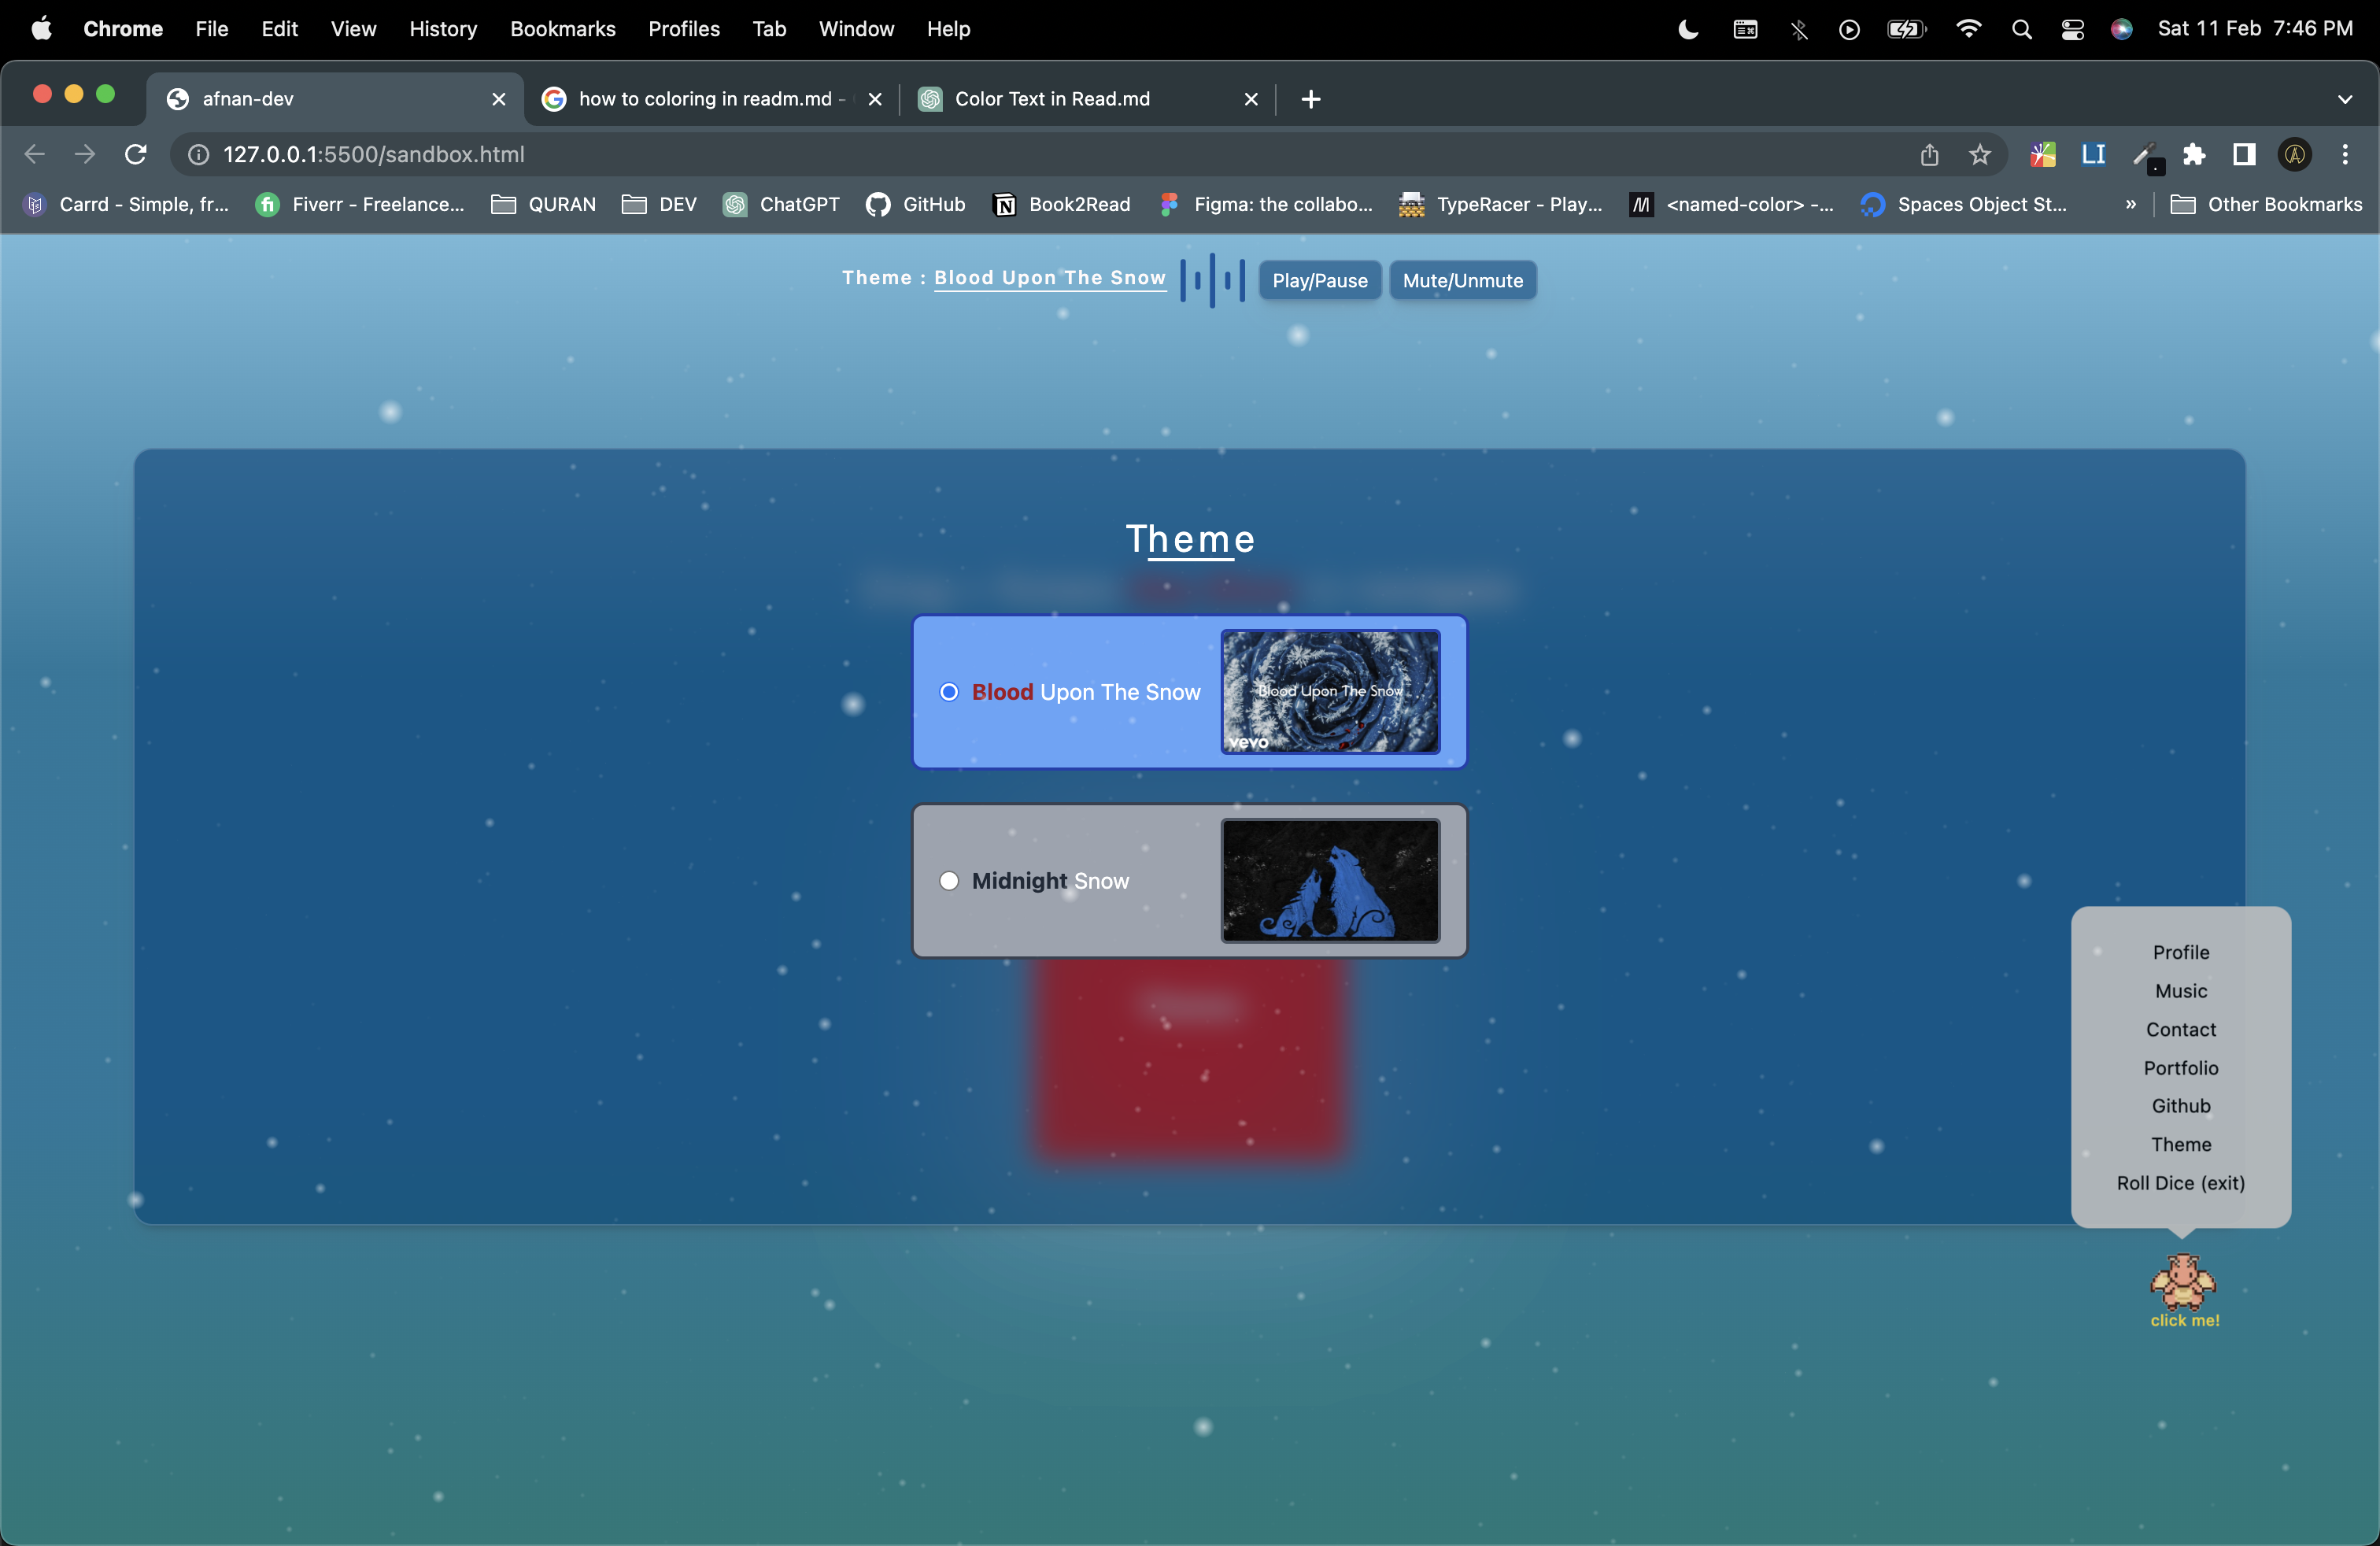 Chrome File Edit View History Bookmarks Profiles Tab Window Help Sat 11 Feb 7:46 PM
afnan-dev how to coloring in readm.md - Color Text in Read.md
127.0.0.1:5500/sandbox.html LI
Carrd - Simple, fr... Fiverr - Freelance... QURAN DEV ChatGPT GitHub Book2Read Figma: the collabo... TypeRacer - Play... <named-color> -... Spaces Object St... » Other Bookmarks
Theme : Blood Upon The Snow Play/Pause Mute/Unmute
Theme
Blood Upon The Snow
Blood Upon The Snow
vevo
Midnight Snow
Profile
Music
Contact
Portfolio
Github
Theme
Roll Dice (exit)
click me!